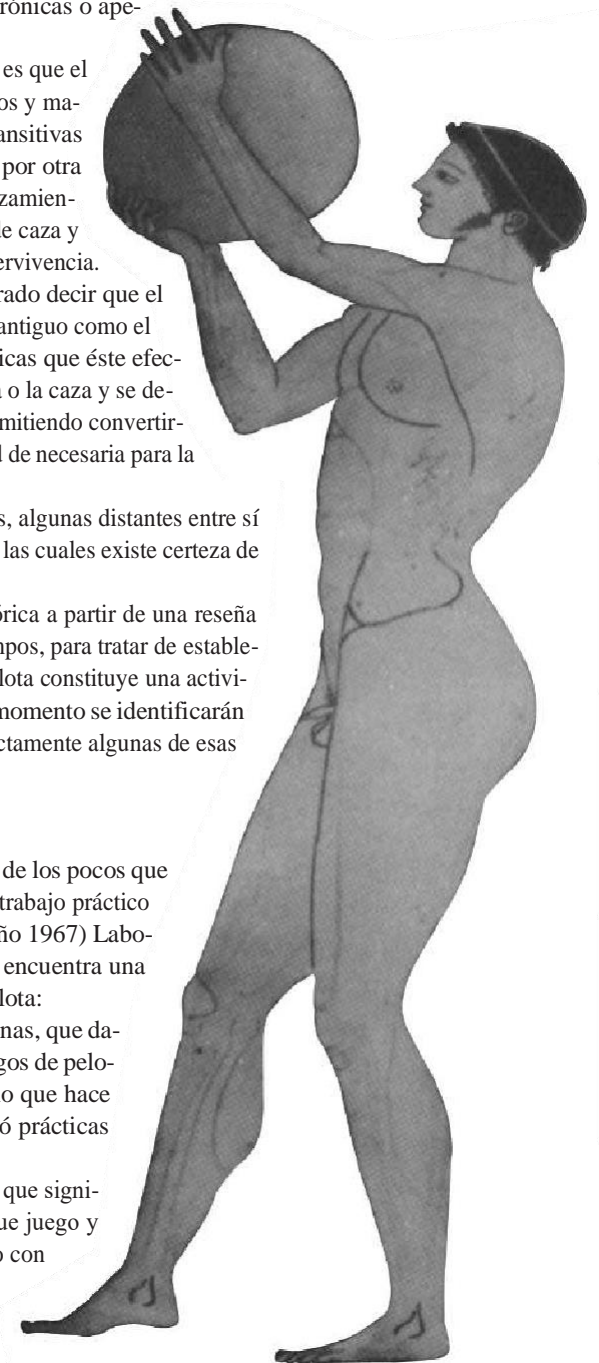 rónicas o ape-
es que el
os y ma-
ansitivas
por otra
zamien-
de caza y
ervivencia.
rado decir que el
antiguo como el
icas que éste efec-
a o la caza y se de-
mitiendo convertir-
d de necesaria para la
s, algunas distantes entre sí
las cuales existe certeza de
órica a partir de una reseña
npos, para tratar de estable-
lota constituye una activi-
momento se identificarán
ctamente algunas de esas
de los pocos que
trabajo práctico
ño 1967) Labo-
encuentra una
lota:
nas, que da-
gos de pelo-
lo que hace
ó prácticas
que signi-
ue juego y
o con